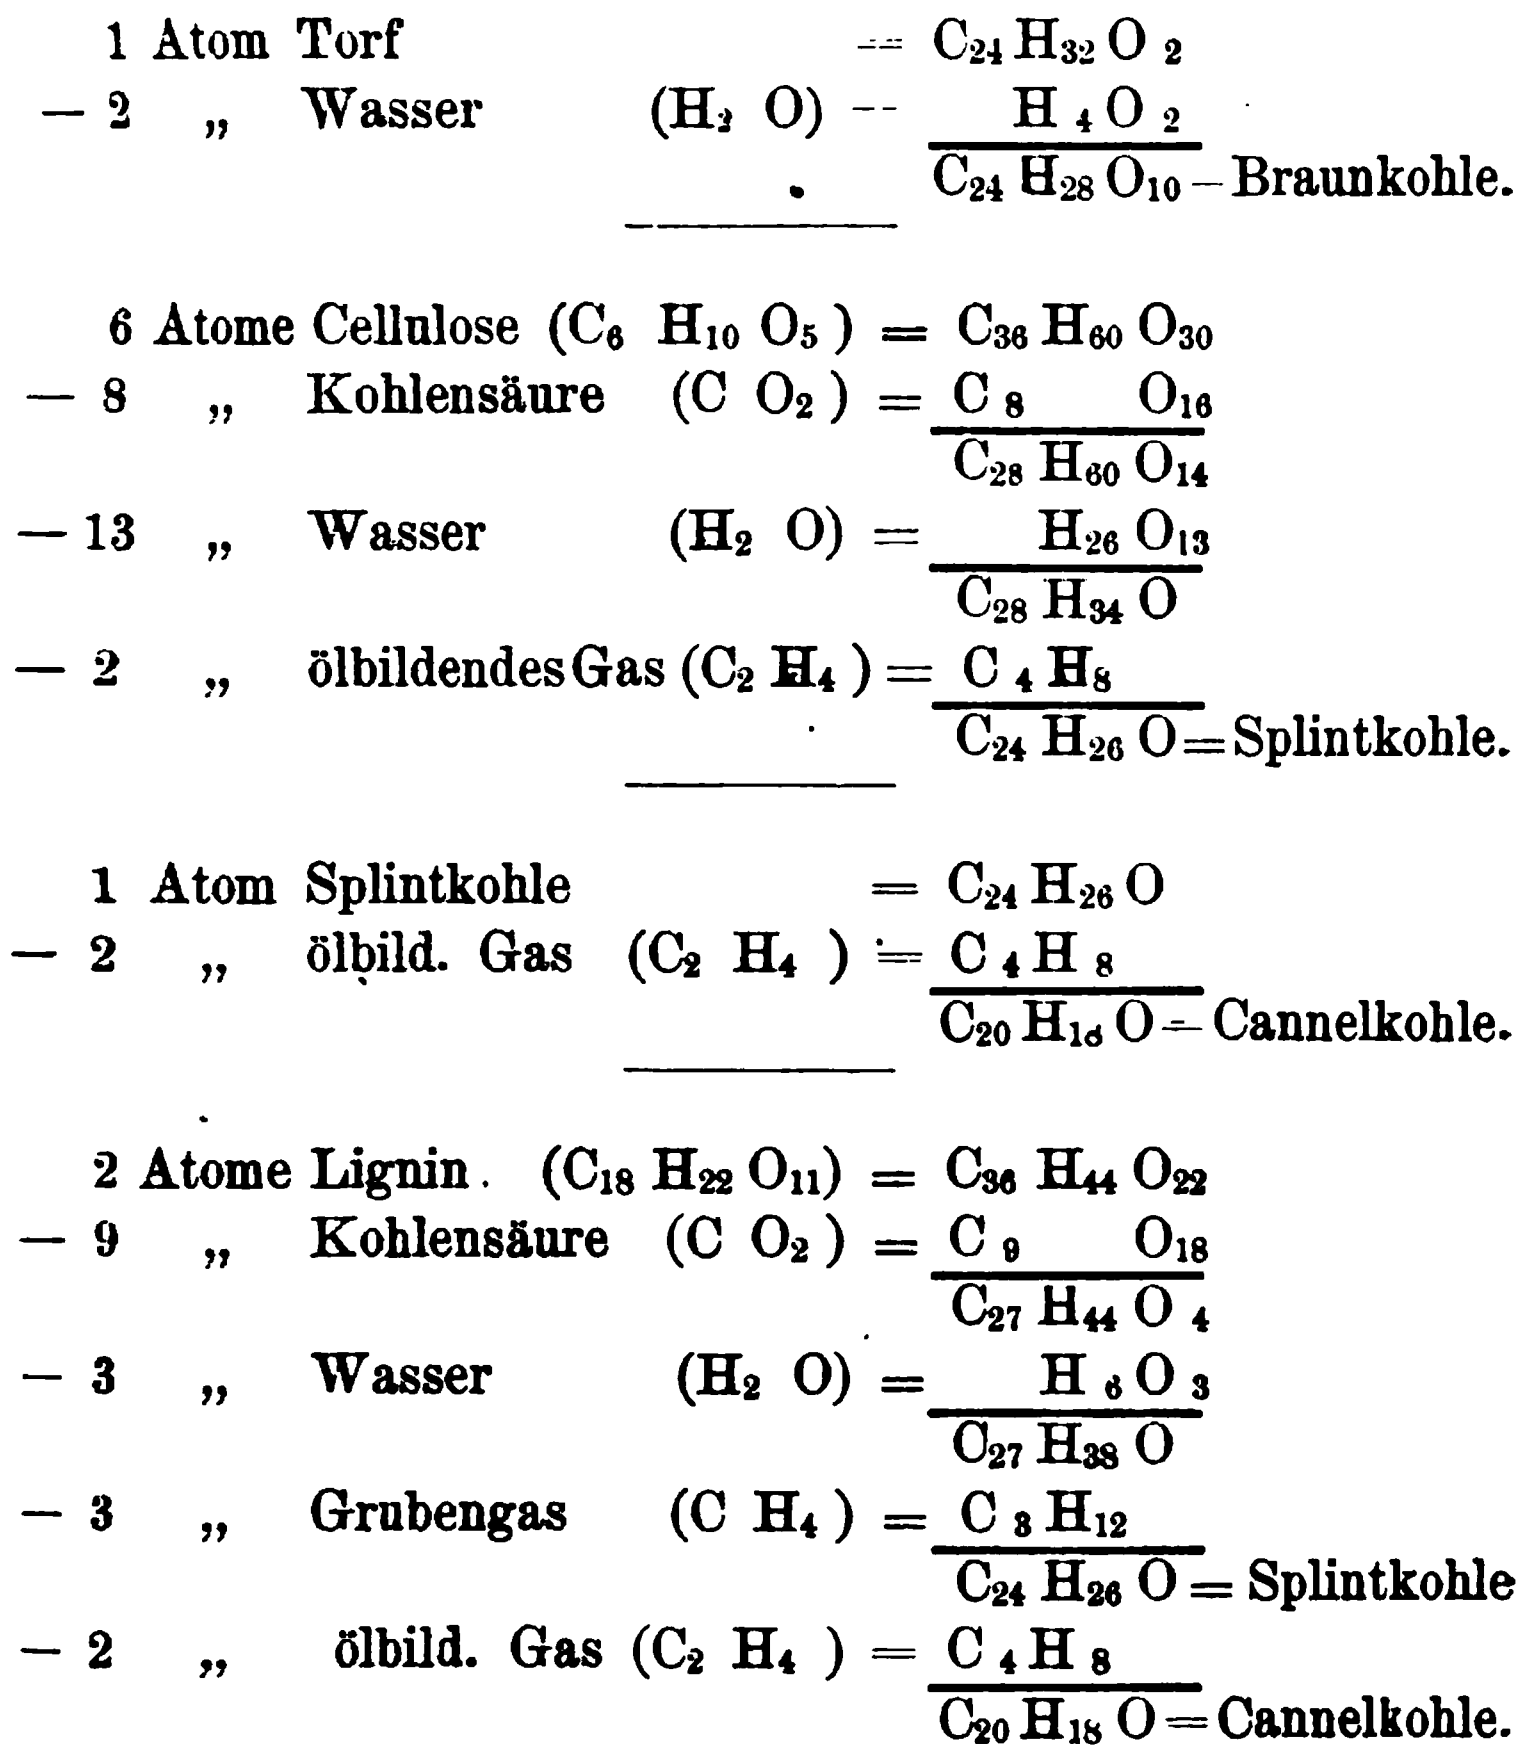 1 Atom Torf = C₂₄ H₃₂ O ₂
— 2 „ Wasser (H₂ O) = H ₄ O ₂
C₂₄ H₂₈ O₁₀ = Braunkohle.
6 Atome Cellulose (C₆ H₁₀ O₅ ) = C₃₆ H₆₀ O₃₀
— 8 „ Kohlensäure (C O₂ ) = C ₈ O₁₆
C₂₈ H₆₀ O₁₄
— 13 „ Wasser (H₂ O) = H₂₆ O₁₃
C₂₈ H₃₄ O
— 2 „ ölbildendes Gas (C₂ H₄ ) = C ₄ H₈
C₂₄ H₂₆ O = Splintkohle.
1 Atom Splintkohle = C₂₄ H₂₆ O
— 2 „ ölbild. Gas (C₂ H₄ ) = C ₄ H ₈
C₂₀ H₁₆ O = Cannelkohle.
2 Atome Lignin. (C₁₈ H₂₂ O₁₁) = C₃₆ H₄₄ O₂₂
— 9 „ Kohlensäure (C O₂ ) = C ₉ O₁₈
C₂₇ H₄₄ O ₄
— 3 „ Wasser (H₂ O) = H ₆ O ₃
C₂₇ H₃₈ O
— 3 „ Grubengas (C H₄ ) = C ₃ H₁₂
C₂₄ H₂₆ O = Splintkohle
— 2 „ ölbild. Gas (C₂ H₄ ) = C ₄ H ₈
C₂₀ H₁₈ O = Cannelkohle.